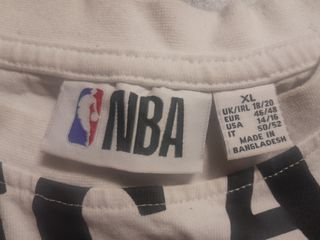 NBA
XL
UK/IRL 18/20
EUR 46/48
USA 14/16
IT 50/52
MADE IN
BANGLADESH